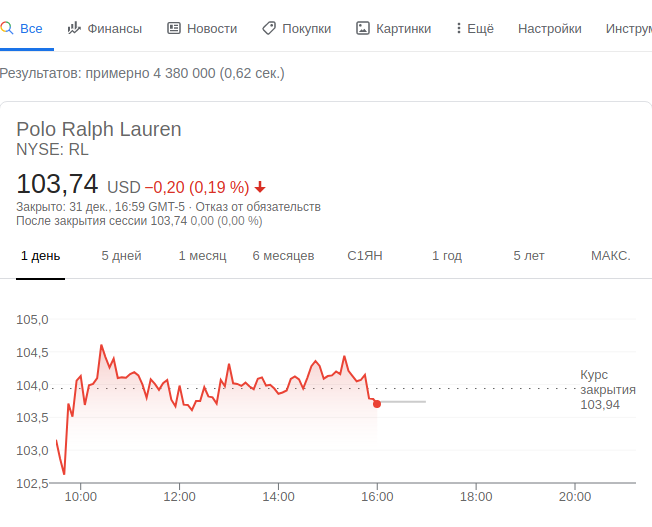 Все Финансы Новости Покупки Картинки Ещё Настройки Инструм
Результатов: примерно 4 380 000 (0,62 сек.)
Polo Ralph Lauren
NYSE: RL
103,74 USD −0,20 (0,19 %)
Закрыто: 31 дек., 16:59 GMT-5 · Отказ от обязательств
После закрытия сессии 103,74 0,00 (0,00 %)
1 день 5 дней 1 месяц 6 месяцев С1ЯН 1 год 5 лет МАКС.
105,0
104,5
104,0
103,5
103,0
102,5
Курс
закрытия
103,94
10:00 12:00 14:00 16:00 18:00 20:00